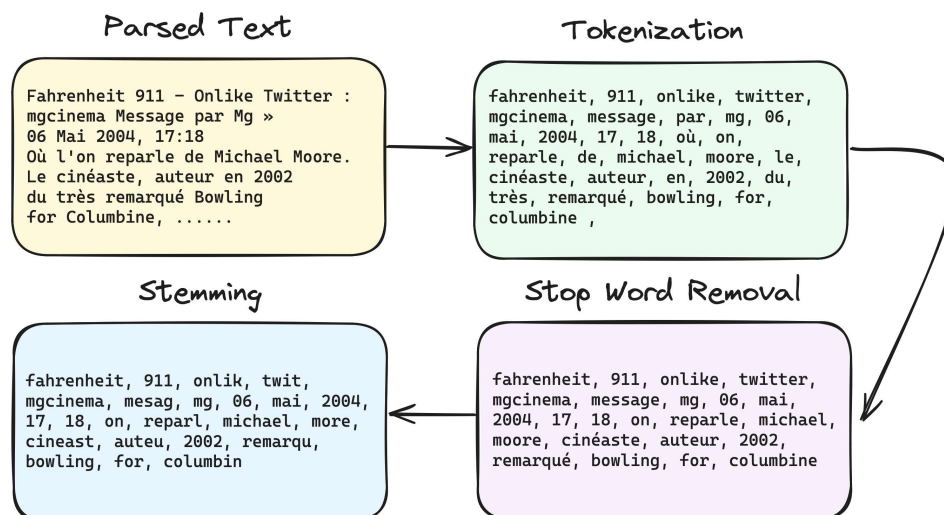 Parsed Text
Fahrenheit 911 – Onlike Twitter :
mgcinema Message par Mg »
06 Mai 2004, 17:18
Où l'on reparle de Michael Moore.
Le cinéaste, auteur en 2002
du très remarqué Bowling
for Columbine, ......
Tokenization
fahrenheit, 911, onlike, twitter,
mgcinema, message, par, mg, 06,
mai, 2004, 17, 18, où, on,
reparle, de, michael, moore, le,
cinéaste, auteur, en, 2002, du,
très, remarqué, bowling, for,
columbine ,
Stop Word Removal
fahrenheit, 911, onlike, twitter,
mgcinema, message, mg, 06, mai,
2004, 17, 18, on, reparle, michael,
moore, cinéaste, auteur, 2002,
remarqué, bowling, for, columbine
Stemming
fahrenheit, 911, onlik, twit,
mgcinema, mesag, mg, 06, mai, 2004,
17, 18, on, reparl, michael, more,
cineast, auteu, 2002, remarqu,
bowling, for, columbin